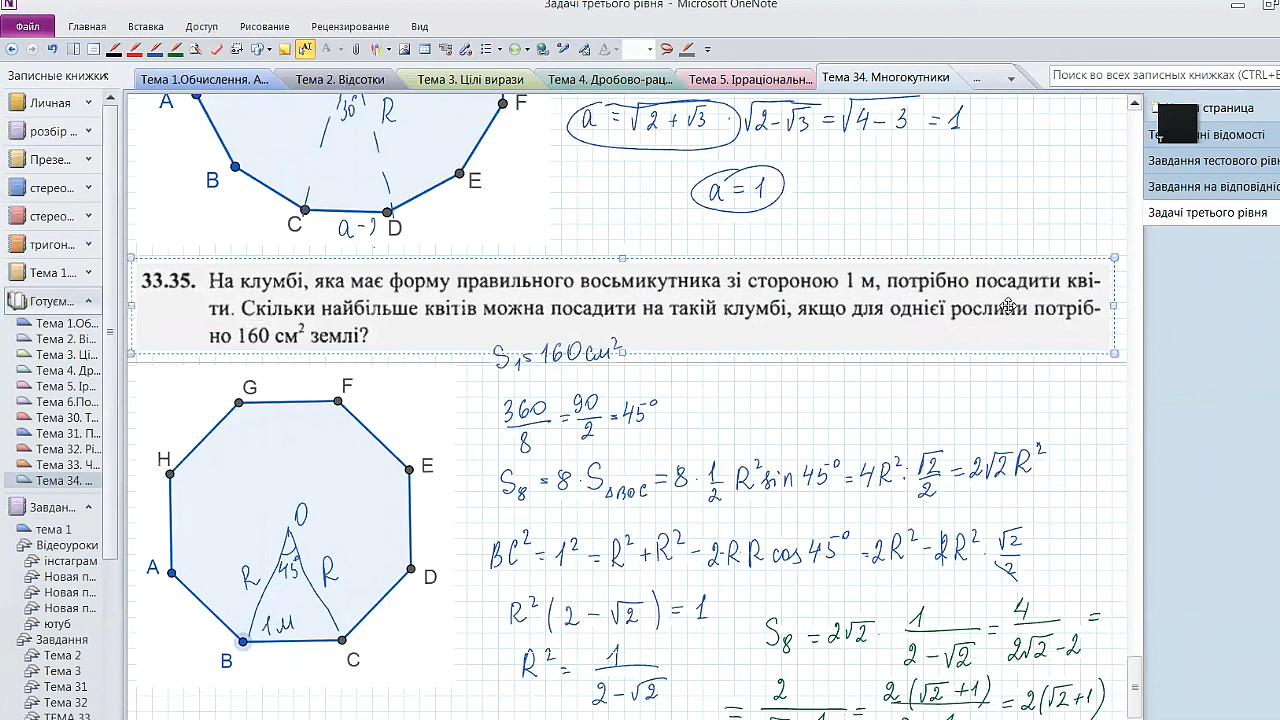 Задачі третього рівня - Microsoft OneNote
Файл Главная Вставка Доступ Рисование Рецензирование Вид
Записные книжки
Тема 1.Обчислення. А... Тема 2. Відсотки Тема 3. Цілі вирази Тема 4. Дробово-рац... Тема 5. Ірраціональн... Тема 34. Многокутники ...
Поиск во всех записных книжках (CTRL+E
Личная
розбір ...
Презе...
стерео...
стерео...
тригон...
Тема 1...
Готуєм...
Тема 1.Об...
Тема 2. Ві...
Тема 3. Ці...
Тема 4. Др...
Тема 5. Ір...
Тема 6.По...
Тема 30. Т...
Тема 31. П...
Тема 32. Рі...
Тема 33. Ч...
Тема 34. ...
Завдан...
тема 1
Відеоуроки
інстаграм
Новая п...
Новая п...
Новая п...
ютуб
Завдання
Тема 2
Тема 3
Тема 31
Тема 32
ТЕМА 33
A B C D E F
30° R
a - ?
a = √2 + √3 · √2 - √3 = √4 - 3 = 1
a = 1
33.35. На клумбі, яка має форму правильного восьмикутника зі стороною 1 м, потрібно посадити кві-
ти. Скільки найбільше квітів можна посадити на такій клумбі, якщо для однієї рослини потріб-
но 160 см² землі?
S₁ = 160 см²
360/8 = 90/2 = 45°
S₈ = 8 · S△BOC = 8 · 1/2 R² sin 45° = 4R² · √2/2 = 2√2 R²
BC² = 1² = R² + R² - 2·R·R cos 45° = 2R² - 2R² · √2/2
R² (2 - √2) = 1
R² = 1/(2 - √2)
S₈ = 2√2 · 1/(2 - √2) = 4/(2√2 - 2) =
= 2(√2 + 1) = 2(√2 + 1)
G F
H E
O
A D
R 45° R
1 м
B C
страница
ні відомості
Завдання тестового рівн
Завдання на відповідніс
Задачі третього рівня